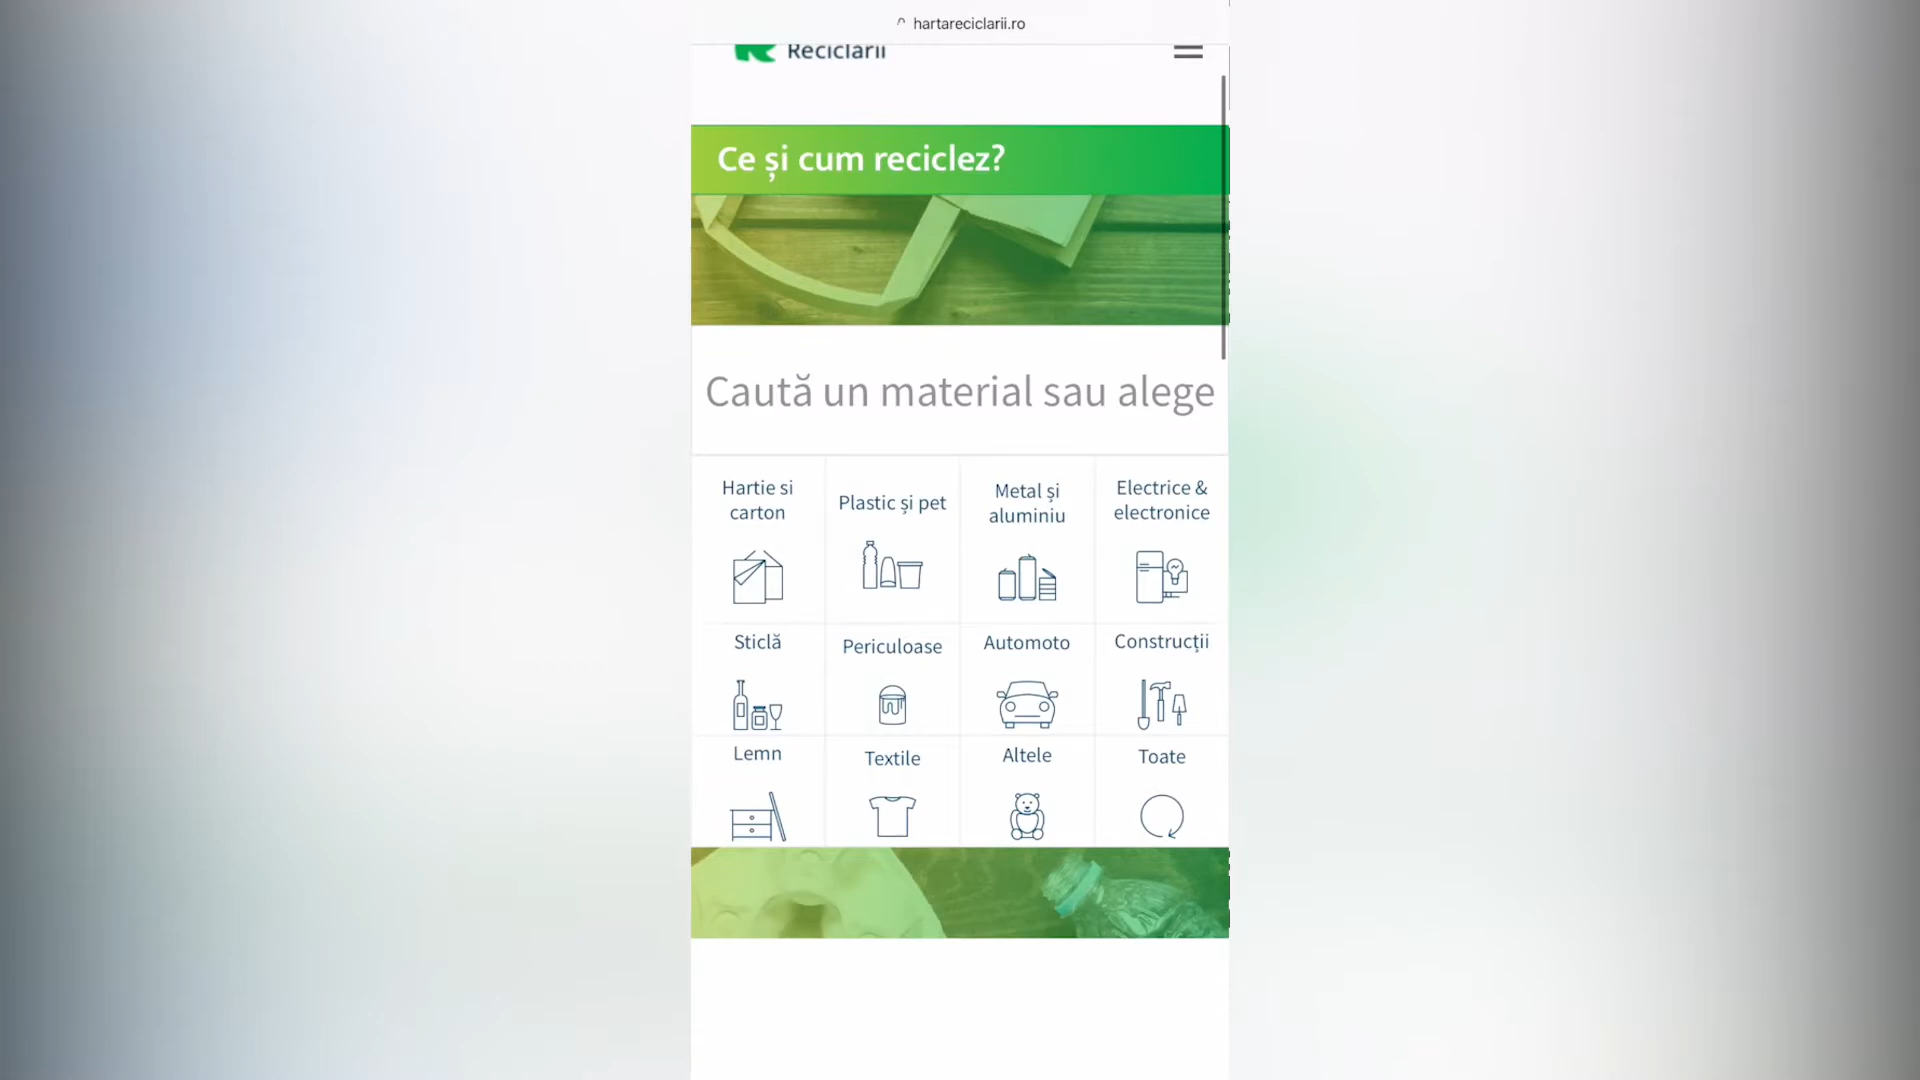 hartareciclarii.ro
Reciclării
Ce și cum reciclez?
Caută un material sau alege
Hartie si
carton
Plastic și pet
Metal și
aluminiu
Electrice &
electronice
Sticlă
Periculoase
Automoto
Construcții
Lemn
Textile
Altele
Toate